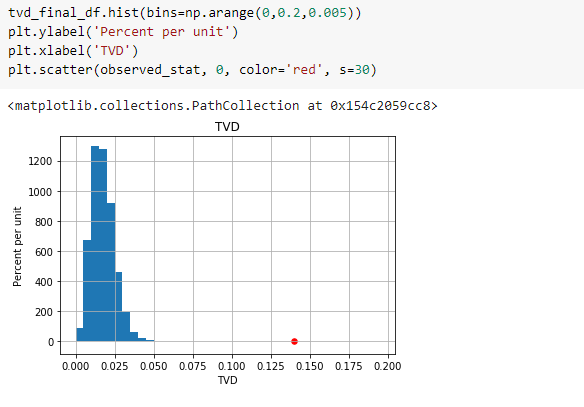 tvd_final_df.hist(bins=np.arange(0,0.2,0.005))
plt.ylabel('Percent per unit')
plt.xlabel('TVD')
plt.scatter(observed_stat, 0, color='red', s=30)
<matplotlib.collections.PathCollection at 0x154c2059cc8>
TVD
1200
1000
800
600
400
200
0
Percent per unit
0.000 0.025 0.050 0.075 0.100 0.125 0.150 0.175 0.200
TVD